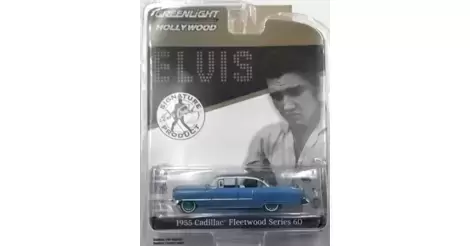 GREENLIGHT
HOLLYWOOD
ELVIS
SIGNATURE
PRODUCT
1955 Cadillac Fleetwood Series 60